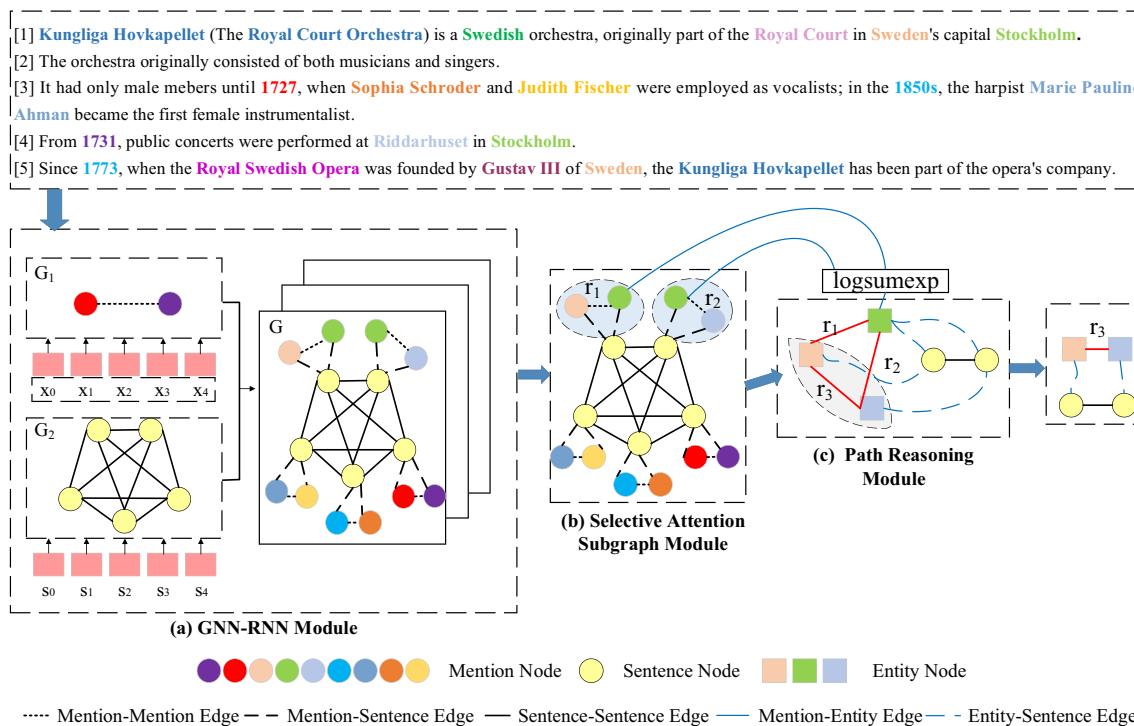 [1] Kungliga Hovkapellet (The Royal Court Orchestra) is a Swedish orchestra, originally part of the Royal Court in Sweden's capital Stockholm.
[2] The orchestra originally consisted of both musicians and singers.
[3] It had only male mebers until 1727, when Sophia Schroder and Judith Fischer were employed as vocalists; in the 1850s, the harpist Marie Pauline
Ahman became the first female instrumentalist.
[4] From 1731, public concerts were performed at Riddarhuset in Stockholm.
[5] Since 1773, when the Royal Swedish Opera was founded by Gustav III of Sweden, the Kungliga Hovkapellet has been part of the opera's company.
G1
x0 x1 x2 x3 x4
G2
s0 s1 s2 s3 s4
(a) GNN-RNN Module
G
r1
r2
(b) Selective Attention
Subgraph Module
logsumexp
r1
r2
r3
(c) Path Reasoning
Module
r3
Mention Node Sentence Node Entity Node
Mention-Mention Edge Mention-Sentence Edge Sentence-Sentence Edge Mention-Entity Edge Entity-Sentence Edge